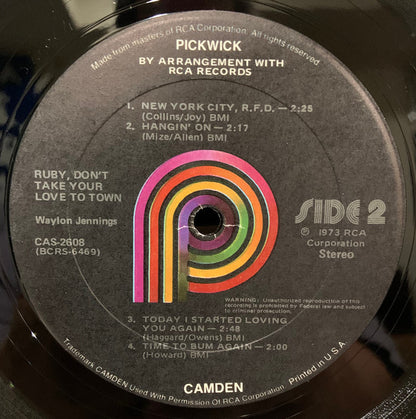 Made from masters of RCA Corporation. All rights reserved.
PICKWICK
BY ARRANGEMENT WITH
RCA RECORDS
1. NEW YORK CITY, R.F.D. — 2:25
(Collins/Joy) BMI
2. HANGIN' ON — 2:17
(Mize/Allen) BMI
RUBY, DON'T
TAKE YOUR
LOVE TO TOWN
Waylon Jennings
CAS-2608
(BCRS-6469)
SIDE 2
℗ 1973 RCA
Corporation
Stereo
WARNING: Unauthorized reproduction of this
recording is prohibited by Federal law and subject
to criminal prosecution.
3. TODAY I STARTED LOVING
YOU AGAIN — 2:48
(Haggard/Owens) BMI
4. TIME TO BUM AGAIN — 2:00
(Howard) BMI
CAMDEN
Trademark CAMDEN Used With Permission Of RCA Corporation. Printed in U.S.A.